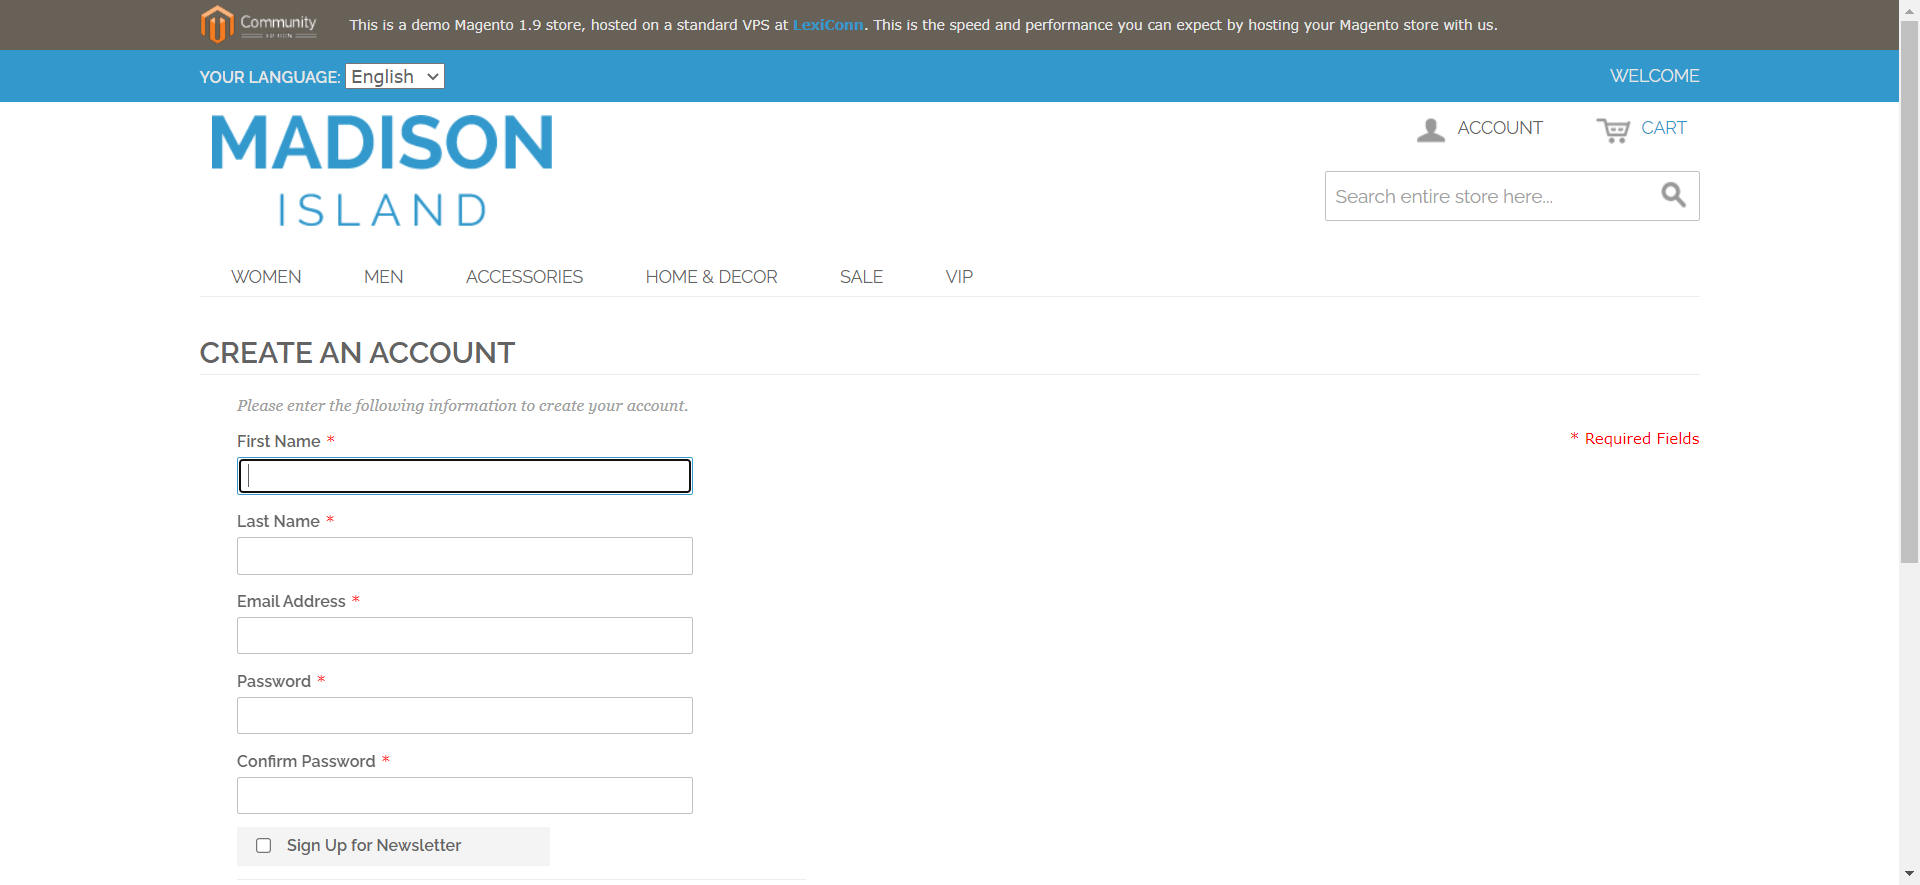 Community
This is a demo Magento 1.9 store, hosted on a standard VPS at LexiConn. This is the speed and performance you can expect by hosting your Magento store with us.
YOUR LANGUAGE: English
WELCOME
MADISON
ISLAND
ACCOUNT
CART
Search entire store here...
WOMEN
MEN
ACCESSORIES
HOME & DECOR
SALE
VIP
CREATE AN ACCOUNT
Please enter the following information to create your account.
* Required Fields
First Name *
Last Name *
Email Address *
Password *
Confirm Password *
Sign Up for Newsletter